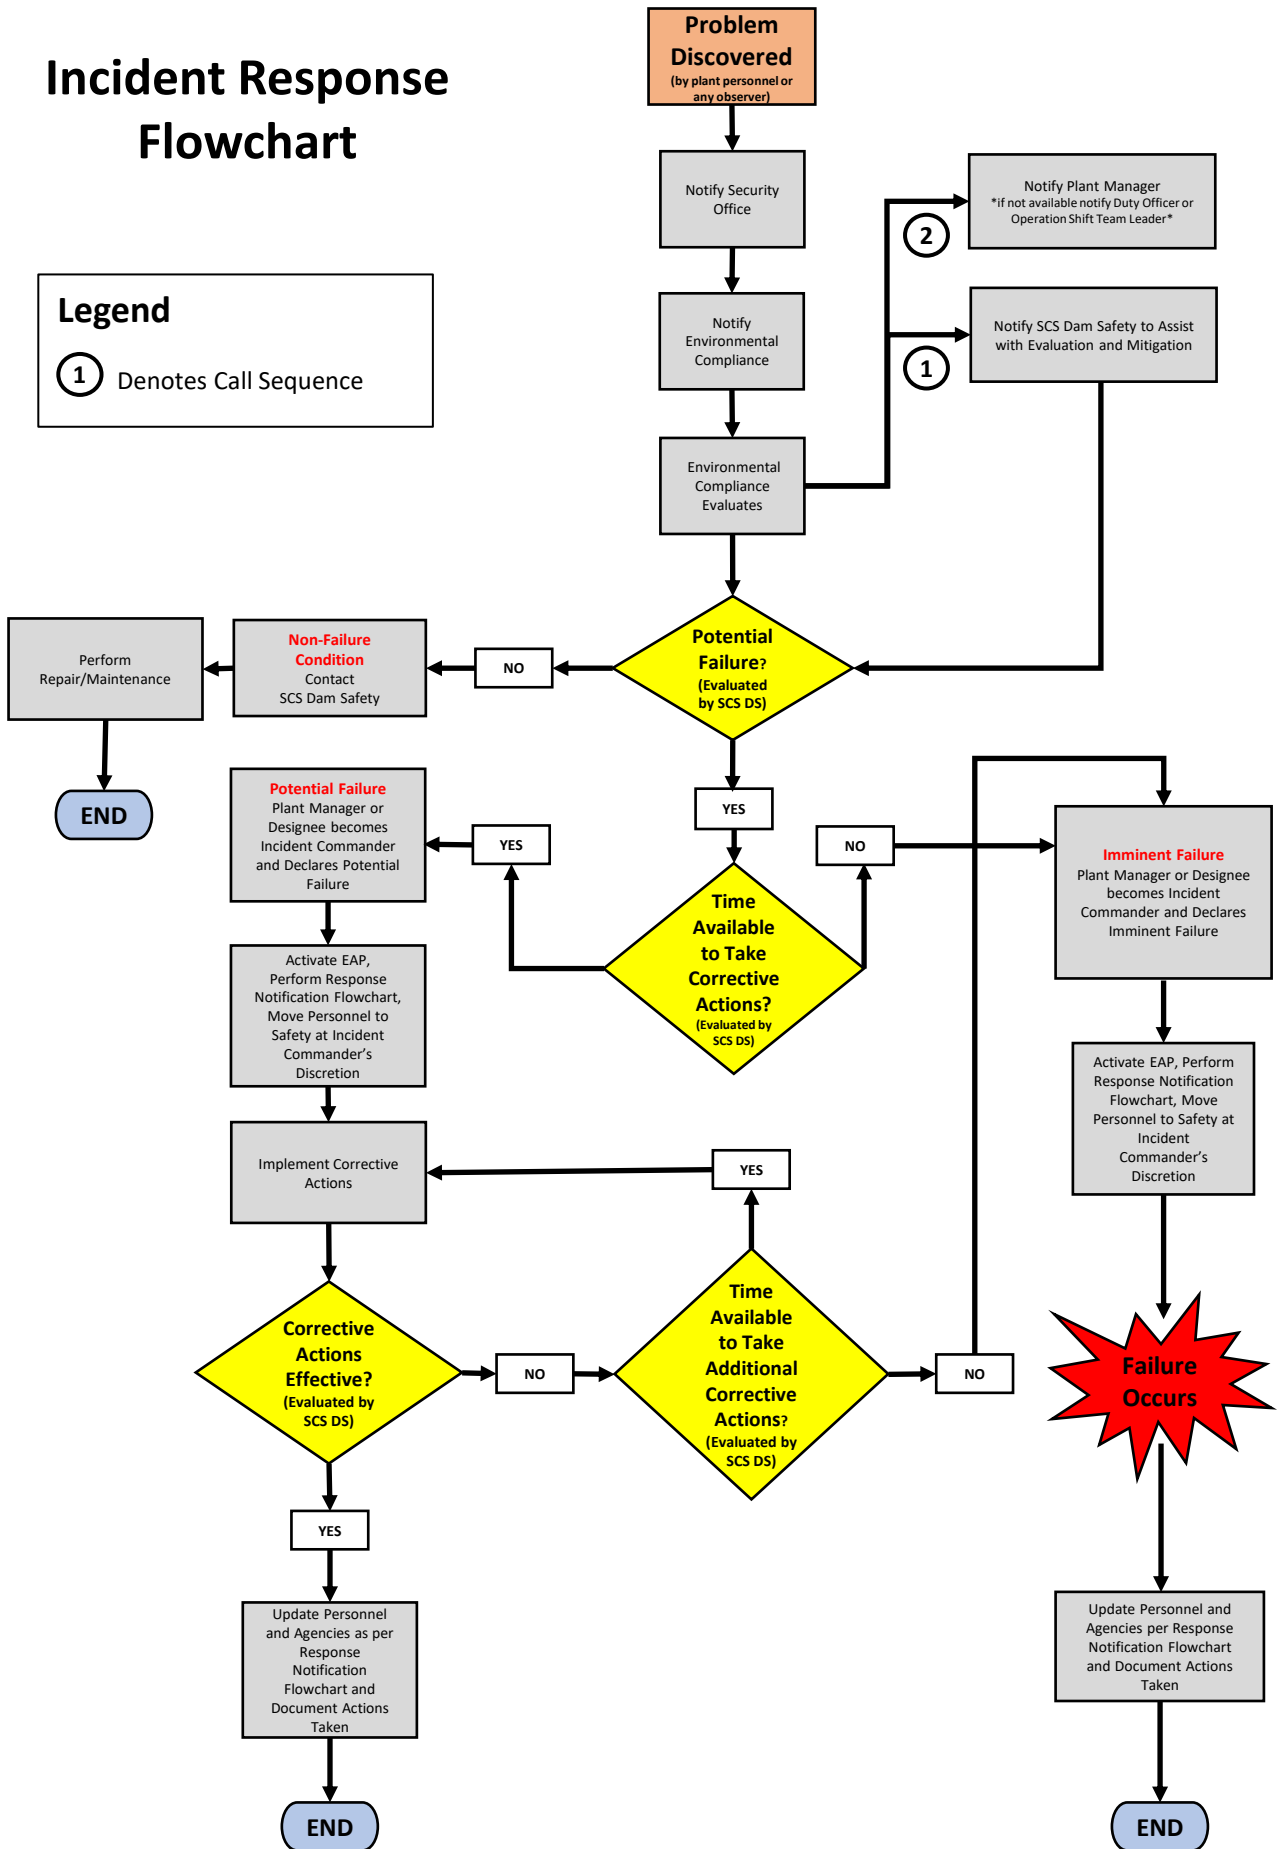 Incident Response
Flowchart
Problem
Discovered
(by plant personnel or
any observer)
Notify Security
Office
Notify Plant Manager
*if not available notify Duty Officer or
Operation Shift Team Leader*
2
Legend
1 Denotes Call Sequence
Notify
Environmental
Compliance
Notify SCS Dam Safety to Assist
with Evaluation and Mitigation
1
Environmental
Compliance
Evaluates
Potential
Failure?
(Evaluated
by SCS DS)
NO
Non-Failure
Condition
Contact
SCS Dam Safety
Perform
Repair/Maintenance
END
YES
Time
Available
to Take
Corrective
Actions?
(Evaluated by
SCS DS)
YES
NO
Potential Failure
Plant Manager or
Designee becomes
Incident Commander
and Declares Potential
Failure
Imminent Failure
Plant Manager or Designee
becomes Incident
Commander and Declares
Imminent Failure
Activate EAP,
Perform Response
Notification Flowchart,
Move Personnel to
Safety at Incident
Commander’s
Discretion
Activate EAP, Perform
Response Notification
Flowchart, Move
Personnel to Safety at
Incident
Commander’s
Discretion
Implement Corrective
Actions
YES
Corrective
Actions
Effective?
(Evaluated by
SCS DS)
NO
Time
Available
to Take
Additional
Corrective
Actions?
(Evaluated by
SCS DS)
NO
Failure
Occurs
YES
Update Personnel
and Agencies as per
Response
Notification
Flowchart and
Document Actions
Taken
Update Personnel and
Agencies per Response
Notification Flowchart
and Document Actions
Taken
END
END